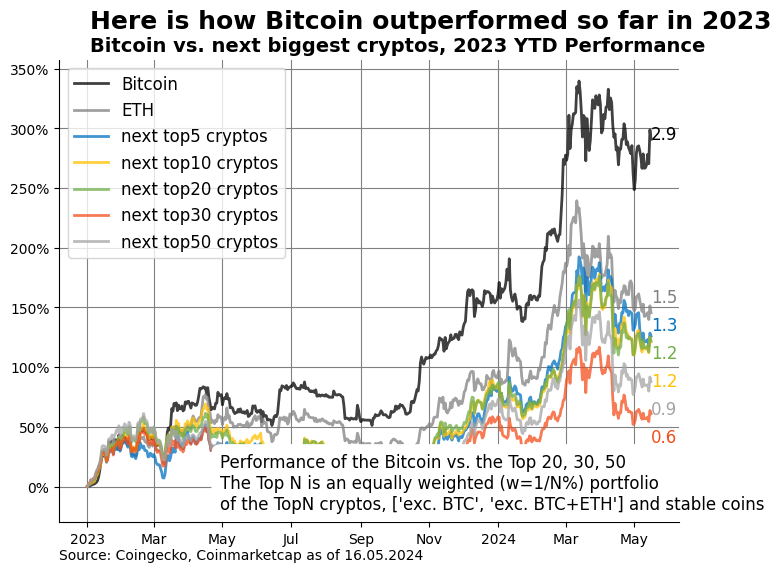 Here is how Bitcoin outperformed so far in 2023
Bitcoin vs. next biggest cryptos, 2023 YTD Performance
350%
300%
250%
200%
150%
100%
50%
0%
Bitcoin
ETH
next top5 cryptos
next top10 cryptos
next top20 cryptos
next top30 cryptos
next top50 cryptos
2.9
1.5
1.3
1.2
1.2
0.9
0.6
Performance of the Bitcoin vs. the Top 20, 30, 50
The Top N is an equally weighted (w=1/N%) portfolio
of the TopN cryptos, ['exc. BTC', 'exc. BTC+ETH'] and stable coins
2023 Mar May Jul Sep Nov 2024 Mar May
Source: Coingecko, Coinmarketcap as of 16.05.2024